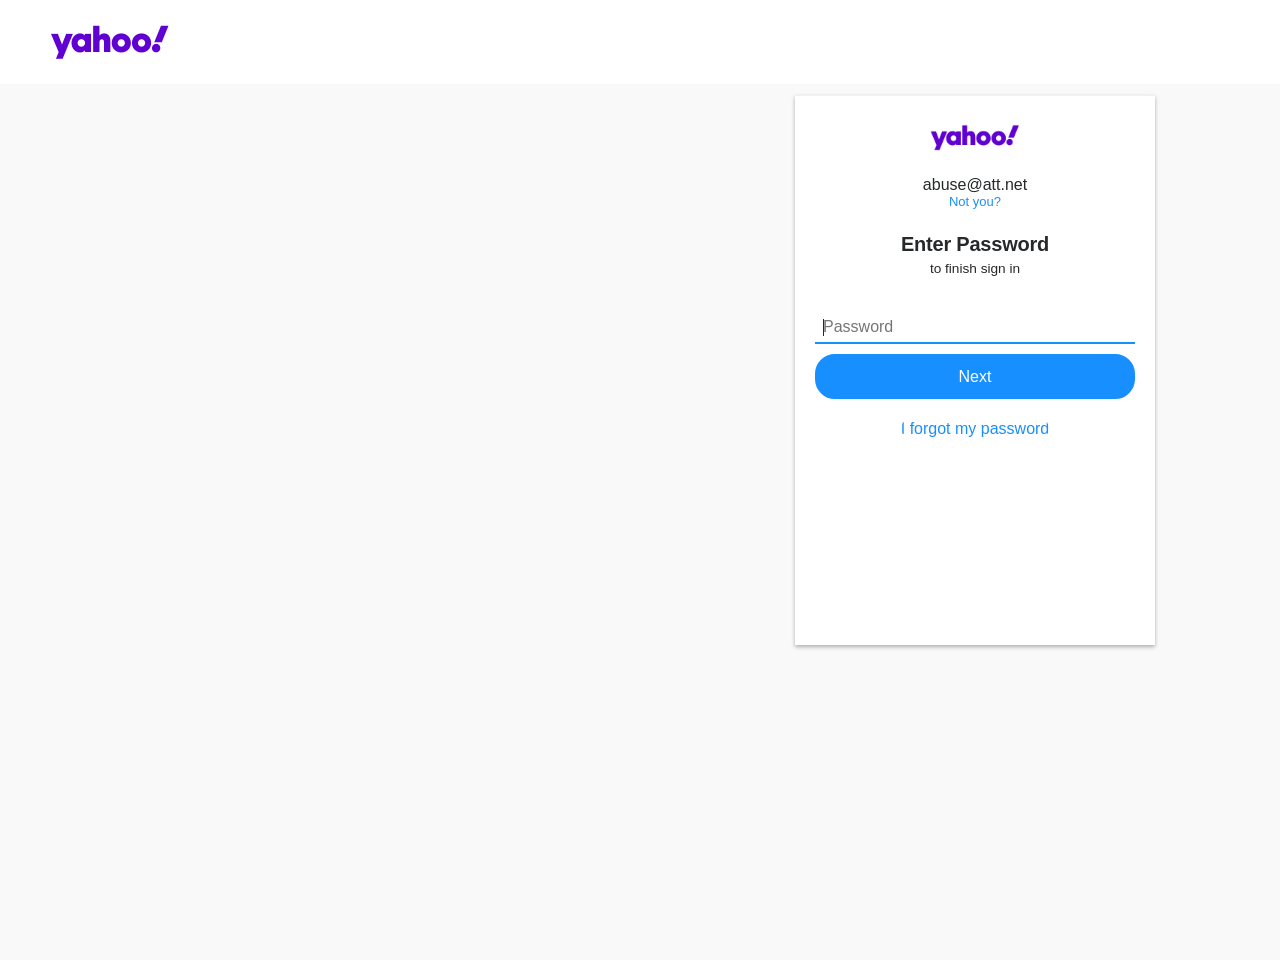 yahoo!
yahoo!
abuse@att.net
Not you?
Enter Password
to finish sign in
Password
Next
I forgot my password